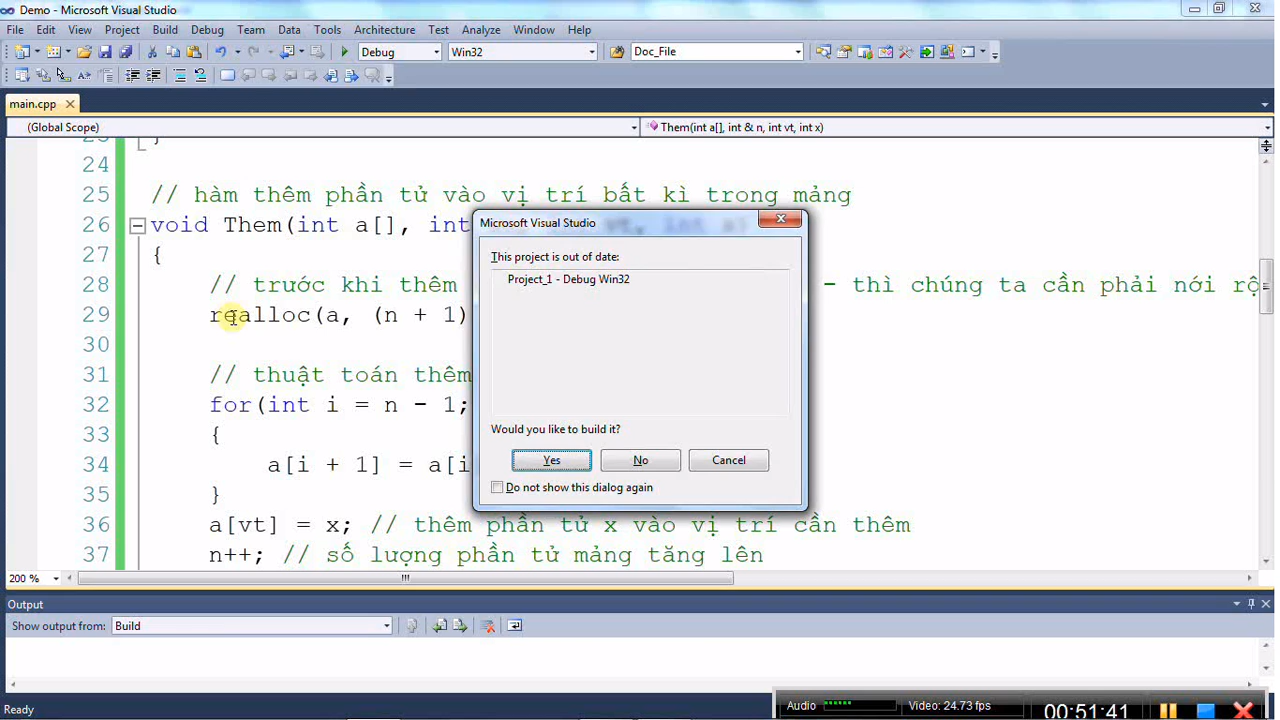 Demo - Microsoft Visual Studio
File Edit View Project Build Debug Team Data Tools Architecture Test Analyze Window Help
Debug Win32 Doc_File
main.cpp
(Global Scope) Them(int a[], int & n, int vt, int x)
24
25 // hàm thêm phần tử vào vị trí bất kì trong mảng
26 void Them(int a[], int
27 {
28 // trước khi thêm - thì chúng ta cần phải nới rộ
29 realloc(a, (n + 1)
30
31 // thuật toán thêm
32 for(int i = n - 1;
33 {
34 a[i + 1] = a[i
35 }
36 a[vt] = x; // thêm phần tử x vào vị trí cần thêm
37 n++; // số lượng phần tử mảng tăng lên
Microsoft Visual Studio
This project is out of date:
Project_1 - Debug Win32
Would you like to build it?
Yes No Cancel
Do not show this dialog again
200 %
Output
Show output from: Build
Ready
Audio Video: 24.73 fps 00:51:41